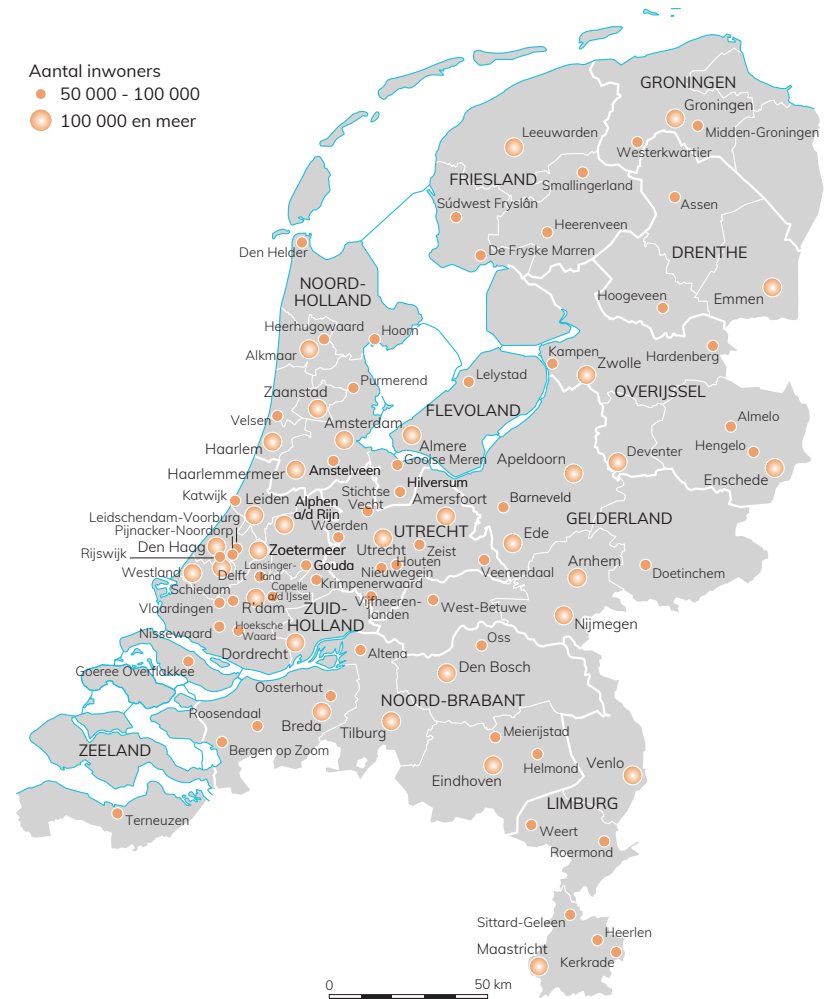 Aantal inwoners
50 000 - 100 000
100 000 en meer
GRONINGEN
Groningen
Leeuwarden
Midden-Groningen
Westerkwartier
FRIESLAND
Smallingerland
Súdwest Fryslân
Assen
Heerenveen
Den Helder
De Fryske Marren
DRENTHE
NOORD-
HOLLAND
Hoogeveen
Emmen
Heerhugowaard
Hoorn
Alkmaar
Kampen
Zwolle
Hardenberg
Purmerend
Lelystad
Zaanstad
OVERIJSSEL
FLEVOLAND
Velsen
Amsterdam
Almelo
Haarlem
Almere
Hengelo
Gooise Meren
Apeldoorn
Deventer
Haarlemmermeer
Amstelveen
Enschede
Hilversum
Katwijk
Leiden
Alphen
a/d Rijn
Stichtse
Vecht
Amersfoort
Barneveld
Leidschendam-Voorburg
Woerden
UTRECHT
GELDERLAND
Pijnacker-Noordorp
Ede
Rijswijk
Den Haag
Zoetermeer
Utrecht
Zeist
Westland
Delft
Lansinger-
land
Gouda
Houten
Nieuwegein
Veenendaal
Arnhem
Doetinchem
Schiedam
Capelle
a/d IJssel
Krimpenerwaard
Vlaardingen
R'dam
ZUID-
HOLLAND
Vijfheeren-
landen
West-Betuwe
Nissewaard
Hoeksche
Waard
Nijmegen
Dordrecht
Altena
Oss
Goeree Overflakkee
Den Bosch
Oosterhout
NOORD-BRABANT
Roosendaal
Breda
Tilburg
Meierijstad
ZEELAND
Bergen op Zoom
Helmond
Venlo
Eindhoven
LIMBURG
Terneuzen
Weert
Roermond
Sittard-Geleen
Heerlen
Maastricht
Kerkrade
0
50 km